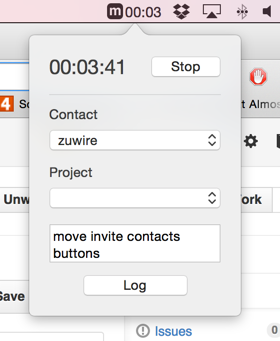 m 00:03
00:03:41
Stop
4
Contact
zuwire
Project
move invite contacts
buttons
Log
t Almos
Unw
ork
Save
Issues
0